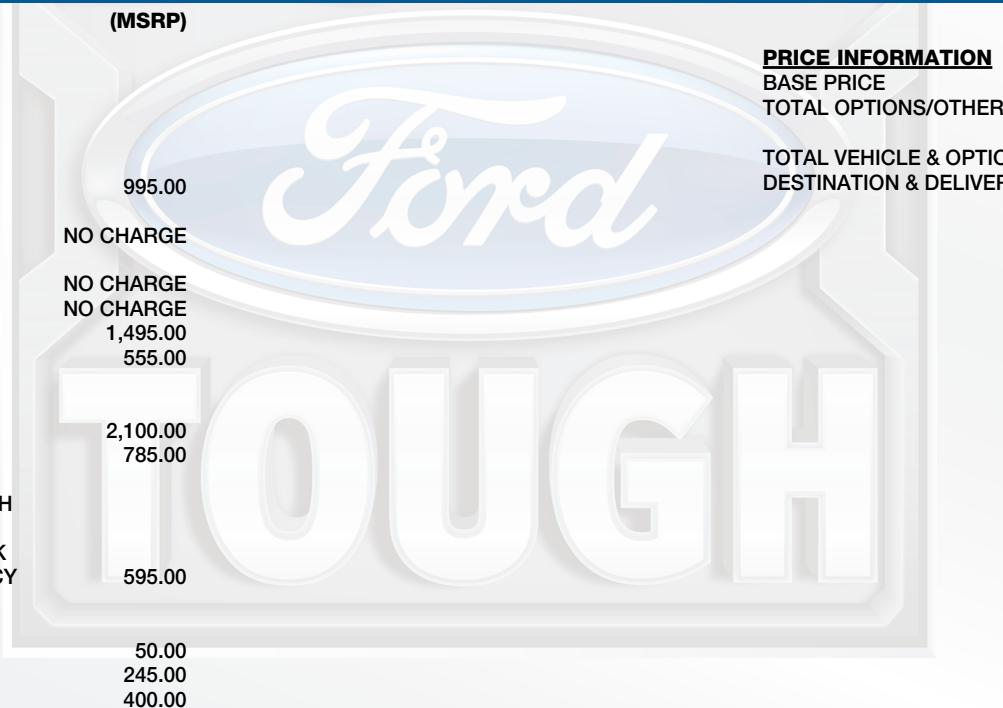 (MSRP)
995.00
NO CHARGE
NO CHARGE
NO CHARGE
1,495.00
555.00
2,100.00
785.00
H
K
CY
595.00
50.00
245.00
400.00
PRICE INFORMATION
BASE PRICE
TOTAL OPTIONS/OTHER
TOTAL VEHICLE & OPTIO
DESTINATION & DELIVER
Ford
TOUGH